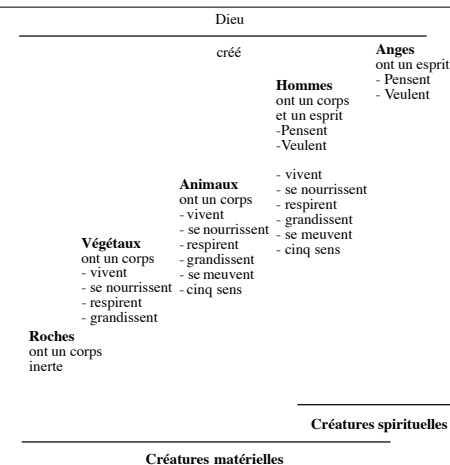 Dieu
créé
Anges
ont un esprit
- Pensent
- Veulent
Hommes
ont un corps
et un esprit
-Pensent
-Veulent
- vivent
- se nourrissent
- respirent
- grandissent
- se meuvent
- cinq sens
Animaux
ont un corps
- vivent
- se nourrissent
- respirent
- grandissent
- se meuvent
- cinq sens
Végétaux
ont un corps
- vivent
- se nourrissent
- respirent
- grandissent
Roches
ont un corps
inerte
Créatures spirituelles
Créatures matérielles